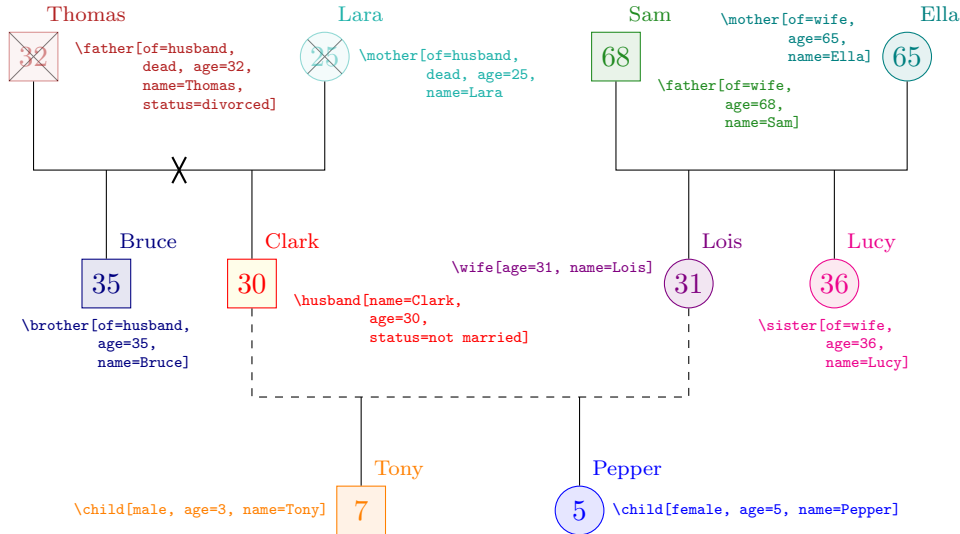 Thomas
Lara
Sam
Ella
32
\father[of=husband,
dead, age=32,
name=Thomas,
status=divorced]
25
\mother[of=husband,
dead, age=25,
name=Lara
68
\father[of=wife,
age=68,
name=Sam]
\mother[of=wife,
age=65,
name=Ella]
65
X
Bruce
35
\brother[of=husband,
age=35,
name=Bruce]
Clark
30
\husband[name=Clark,
age=30,
status=not married]
Lois
\wife[age=31, name=Lois]
31
Lucy
36
\sister[of=wife,
age=36,
name=Lucy]
Tony
\child[male, age=3, name=Tony]
7
Pepper
5
\child[female, age=5, name=Pepper]